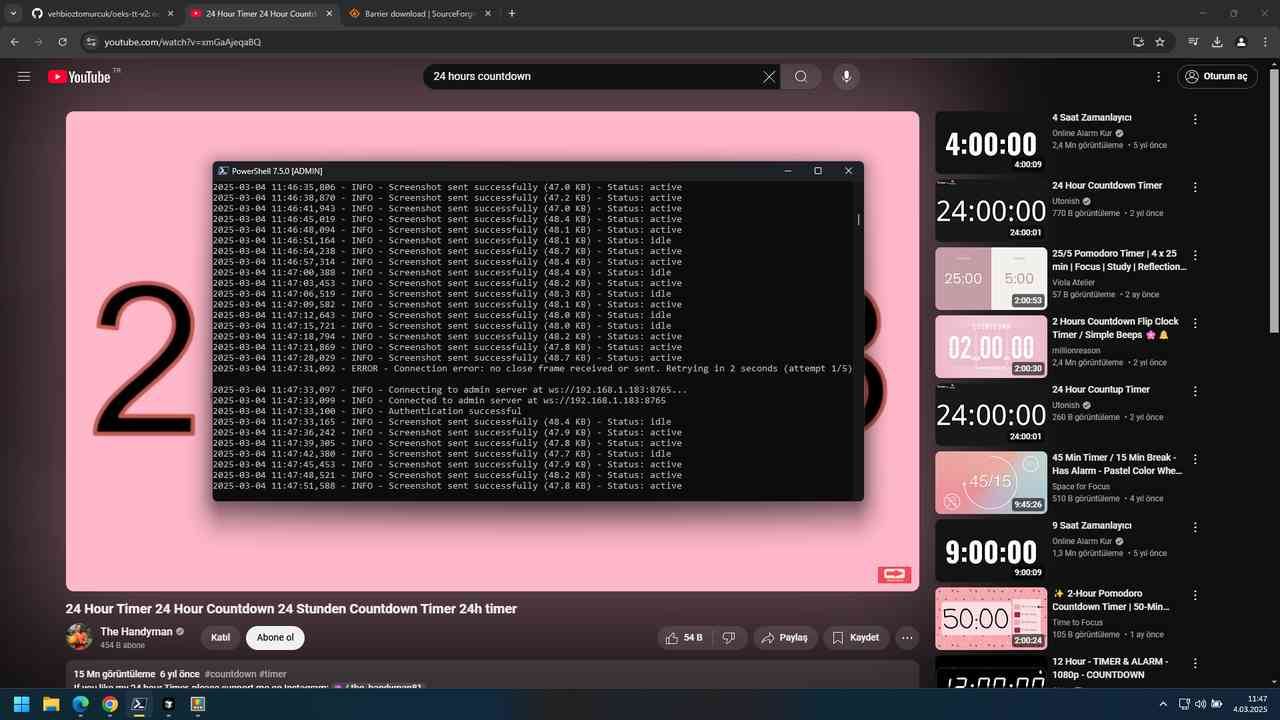 vehbioztomurcuk/oeks-tt-v2:
24 Hour Timer 24 Hour Countd
Barrier download | SourceForg
youtube.com/watch?v=xmGaAjeqaBQ
YouTube TR
24 hours countdown
Oturum aç
PowerShell 7.5.0 [ADMIN]
2025-03-04 11:46:35,806 - INFO - Screenshot sent successfully (47.0 KB) - Status: active
2025-03-04 11:46:38,870 - INFO - Screenshot sent successfully (47.2 KB) - Status: active
2025-03-04 11:46:41,943 - INFO - Screenshot sent successfully (47.0 KB) - Status: active
2025-03-04 11:46:45,019 - INFO - Screenshot sent successfully (48.4 KB) - Status: active
2025-03-04 11:46:48,094 - INFO - Screenshot sent successfully (48.1 KB) - Status: active
2025-03-04 11:46:51,164 - INFO - Screenshot sent successfully (48.1 KB) - Status: idle
2025-03-04 11:46:54,238 - INFO - Screenshot sent successfully (48.7 KB) - Status: active
2025-03-04 11:46:57,314 - INFO - Screenshot sent successfully (48.4 KB) - Status: active
2025-03-04 11:47:00,388 - INFO - Screenshot sent successfully (48.4 KB) - Status: idle
2025-03-04 11:47:03,453 - INFO - Screenshot sent successfully (48.2 KB) - Status: active
2025-03-04 11:47:06,519 - INFO - Screenshot sent successfully (48.3 KB) - Status: idle
2025-03-04 11:47:09,582 - INFO - Screenshot sent successfully (48.1 KB) - Status: active
2025-03-04 11:47:12,643 - INFO - Screenshot sent successfully (48.0 KB) - Status: idle
2025-03-04 11:47:15,721 - INFO - Screenshot sent successfully (48.0 KB) - Status: idle
2025-03-04 11:47:18,794 - INFO - Screenshot sent successfully (48.2 KB) - Status: active
2025-03-04 11:47:21,869 - INFO - Screenshot sent successfully (47.8 KB) - Status: active
2025-03-04 11:47:28,029 - INFO - Screenshot sent successfully (48.7 KB) - Status: active
2025-03-04 11:47:31,092 - ERROR - Connection error: no close frame received or sent. Retrying in 2 seconds (attempt 1/5)
2025-03-04 11:47:33,097 - INFO - Connecting to admin server at ws://192.168.1.183:8765...
2025-03-04 11:47:33,099 - INFO - Connected to admin server at ws://192.168.1.183:8765
2025-03-04 11:47:33,100 - INFO - Authentication successful
2025-03-04 11:47:33,165 - INFO - Screenshot sent successfully (48.4 KB) - Status: idle
2025-03-04 11:47:36,242 - INFO - Screenshot sent successfully (47.9 KB) - Status: active
2025-03-04 11:47:39,305 - INFO - Screenshot sent successfully (47.8 KB) - Status: active
2025-03-04 11:47:42,380 - INFO - Screenshot sent successfully (47.7 KB) - Status: idle
2025-03-04 11:47:45,453 - INFO - Screenshot sent successfully (47.9 KB) - Status: active
2025-03-04 11:47:48,521 - INFO - Screenshot sent successfully (48.2 KB) - Status: active
2025-03-04 11:47:51,588 - INFO - Screenshot sent successfully (47.8 KB) - Status: active
2
24 Hour Timer 24 Hour Countdown 24 Stunden Countdown Timer 24h timer
The Handyman
454 B abone
Katıl
Abone ol
54 B
Paylaş
Kaydet
15 Mn görüntüleme 6 yıl önce #countdown #timer
If you like my 24 hour Timer, please support me on Instagram: / the_handyman81
4:00:00
4:00:09
4 Saat Zamanlayıcı
Online Alarm Kur
2,4 Mn görüntüleme • 5 yıl önce
24:00:00
24:00:01
24 Hour Countdown Timer
Utonish
770 B görüntüleme • 2 yıl önce
25:00 5:00
2:00:53
25/5 Pomodoro Timer | 4 x 25
min | Focus | Study | Reflection...
Viola Atelier
57 B görüntüleme • 2 ay önce
COUNTDOWN
02:00:00
2:00:30
2 Hours Countdown Flip Clock
Timer / Simple Beeps
millionreason
2,4 Mn görüntüleme • 2 yıl önce
24:00:00
24:00:01
24 Hour Countup Timer
Utonish
260 B görüntüleme • 2 yıl önce
45/15
9:45:26
45 Min Timer / 15 Min Break -
Has Alarm - Pastel Color Whe...
Space for Focus
510 B görüntüleme • 4 yıl önce
9:00:00
9:00:09
9 Saat Zamanlayıcı
Online Alarm Kur
1,3 Mn görüntüleme • 5 yıl önce
50:00
2:00:24
2-Hour Pomodoro
Countdown Timer | 50-Min...
Time to Focus
105 B görüntüleme • 1 ay önce
12 Hour - TIMER & ALARM -
1080p - COUNTDOWN
11:47
4.03.2025